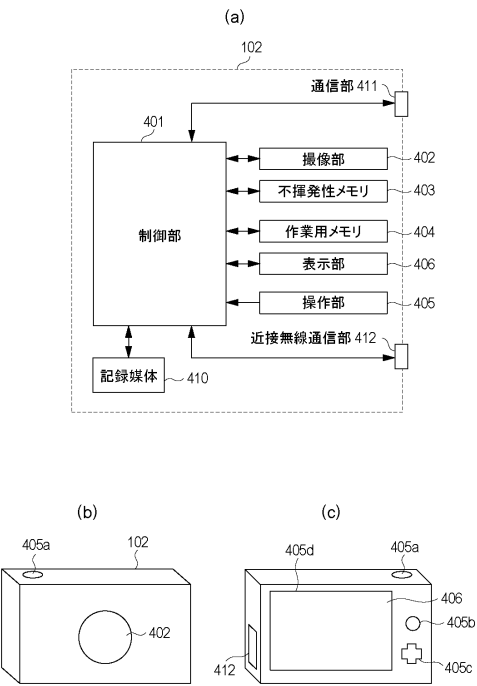 (a)
102
通信部 411
401
制御部
撮像部
402
不揮発性メモリ
403
作業用メモリ
404
表示部
406
操作部
405
近接無線通信部 412
記録媒体
410
(b)
(c)
405a
102
402
405d
405a
406
405b
405c
412